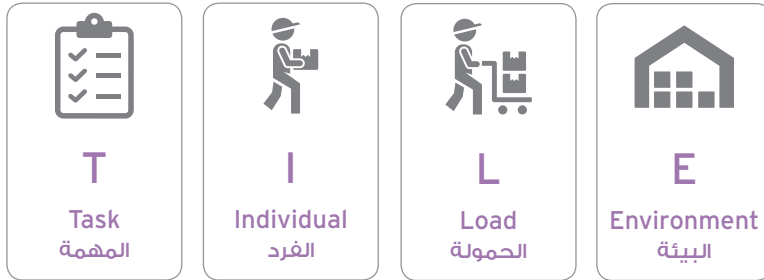 T
Task
المهمة
I
Individual
الفرد
L
Load
الحمولة
E
Environment
البيئة